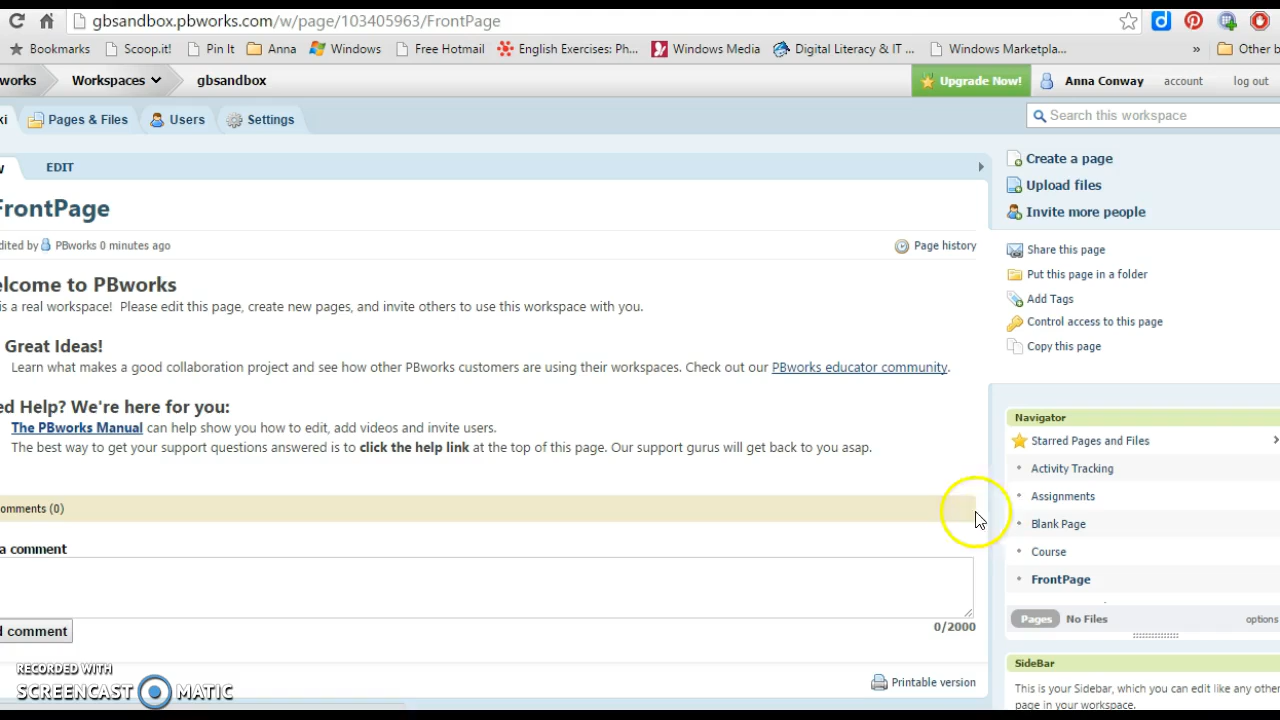 gbsandbox.pbworks.com/w/page/103405963/FrontPage
Bookmarks Scoop.it! Pin It Anna Windows Free Hotmail English Exercises: Ph... Windows Media Digital Literacy & IT ... Windows Marketpla... » Other b
works Workspaces gbsandbox Upgrade Now! Anna Conway account log out
ki Pages & Files Users Settings Search this workspace
w EDIT
FrontPage
dited by PBworks 0 minutes ago Page history
elcome to PBworks
is a real workspace! Please edit this page, create new pages, and invite others to use this workspace with you.
Great Ideas!
Learn what makes a good collaboration project and see how other PBworks customers are using their workspaces. Check out our PBworks educator community.
ed Help? We're here for you:
The PBworks Manual can help show you how to edit, add videos and invite users.
The best way to get your support questions answered is to click the help link at the top of this page. Our support gurus will get back to you asap.
omments (0)
a comment
0/2000
d comment
Printable version
Create a page
Upload files
Invite more people
Share this page
Put this page in a folder
Add Tags
Control access to this page
Copy this page
Navigator
Starred Pages and Files
Activity Tracking
Assignments
Blank Page
Course
FrontPage
Pages No Files options
SideBar
This is your Sidebar, which you can edit like any other
page in your workspace.
RECORDED WITH
SCREENCAST MATIC